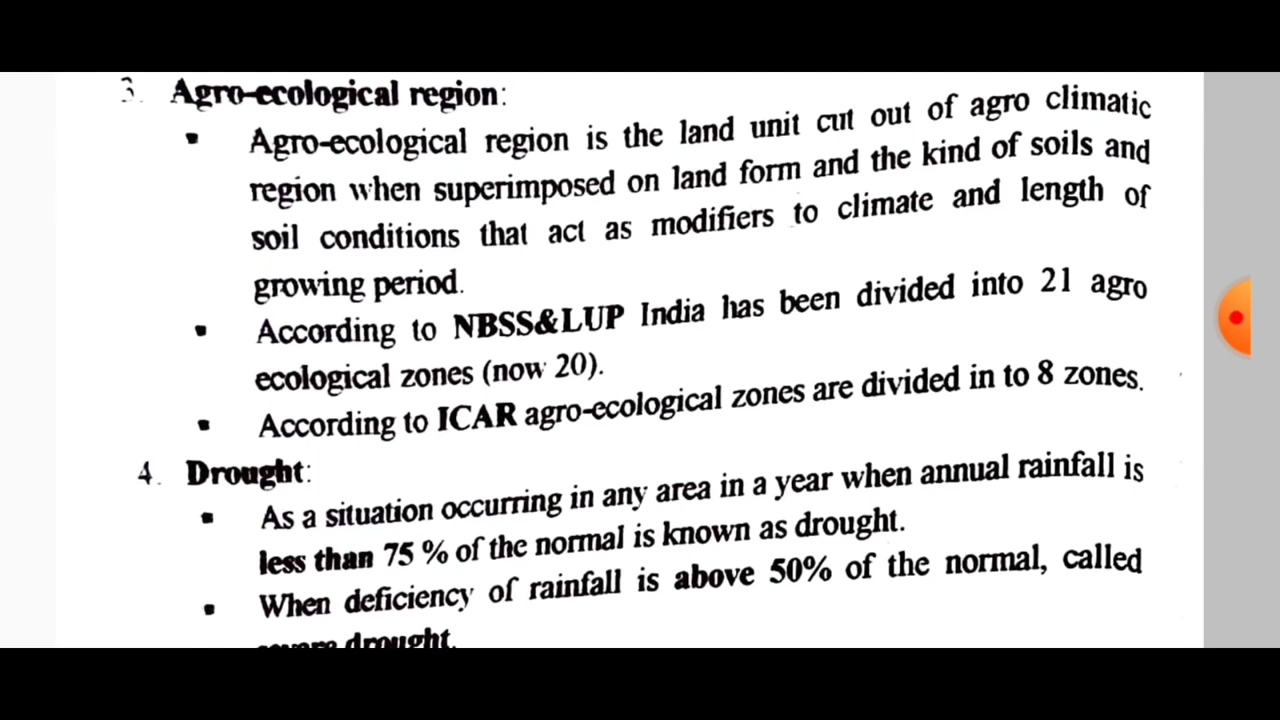 3. Agro-ecological region:
▪ Agro-ecological region is the land unit cut out of agro climatic
region when superimposed on land form and the kind of soils and
soil conditions that act as modifiers to climate and length of
growing period.
▪ According to NBSS&LUP India has been divided into 21 agro
ecological zones (now 20).
▪ According to ICAR agro-ecological zones are divided in to 8 zones.
4. Drought:
▪ As a situation occurring in any area in a year when annual rainfall is
less than 75 % of the normal is known as drought.
▪ When deficiency of rainfall is above 50% of the normal, called
severe drought.